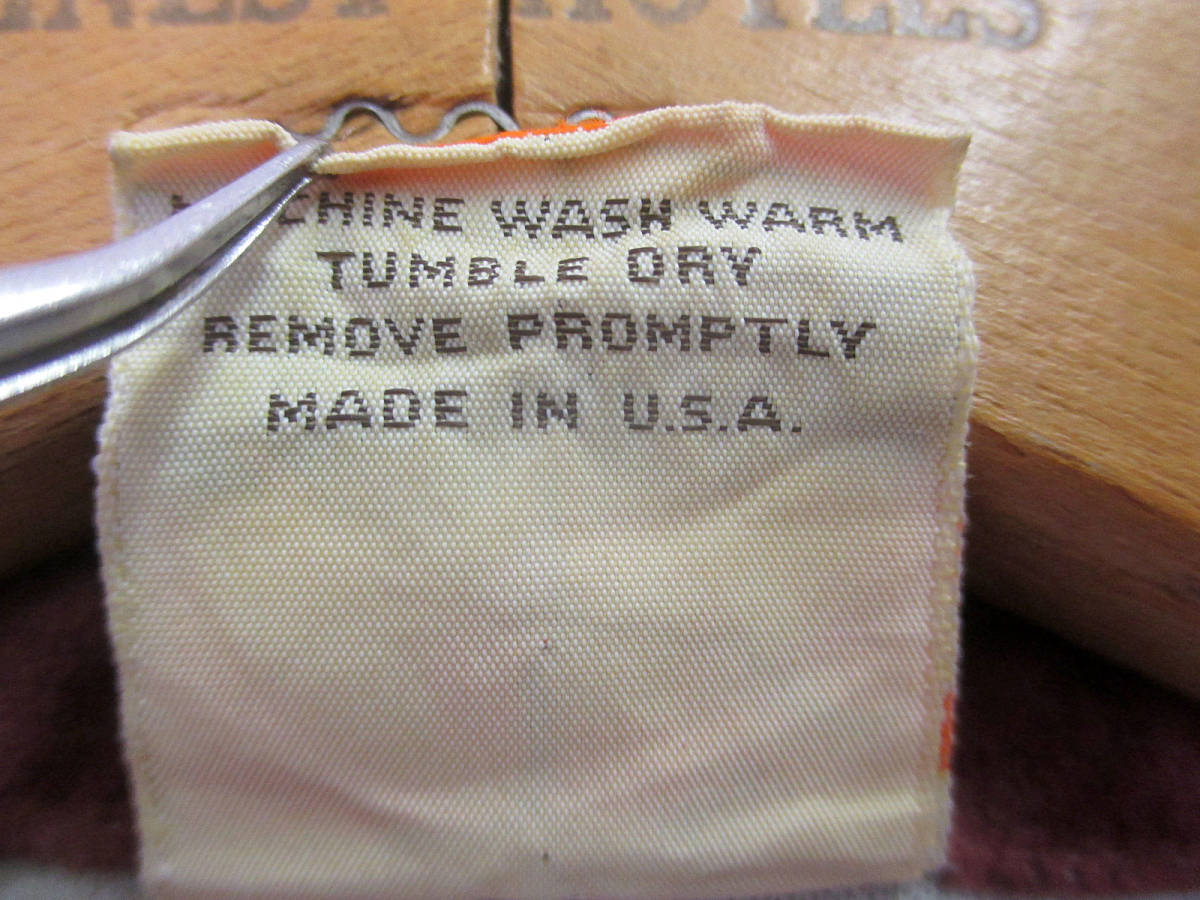 CHINE WASH WARM
TUMBLE DRY
REMOVE PROMPTLY
MADE IN U.S.A.